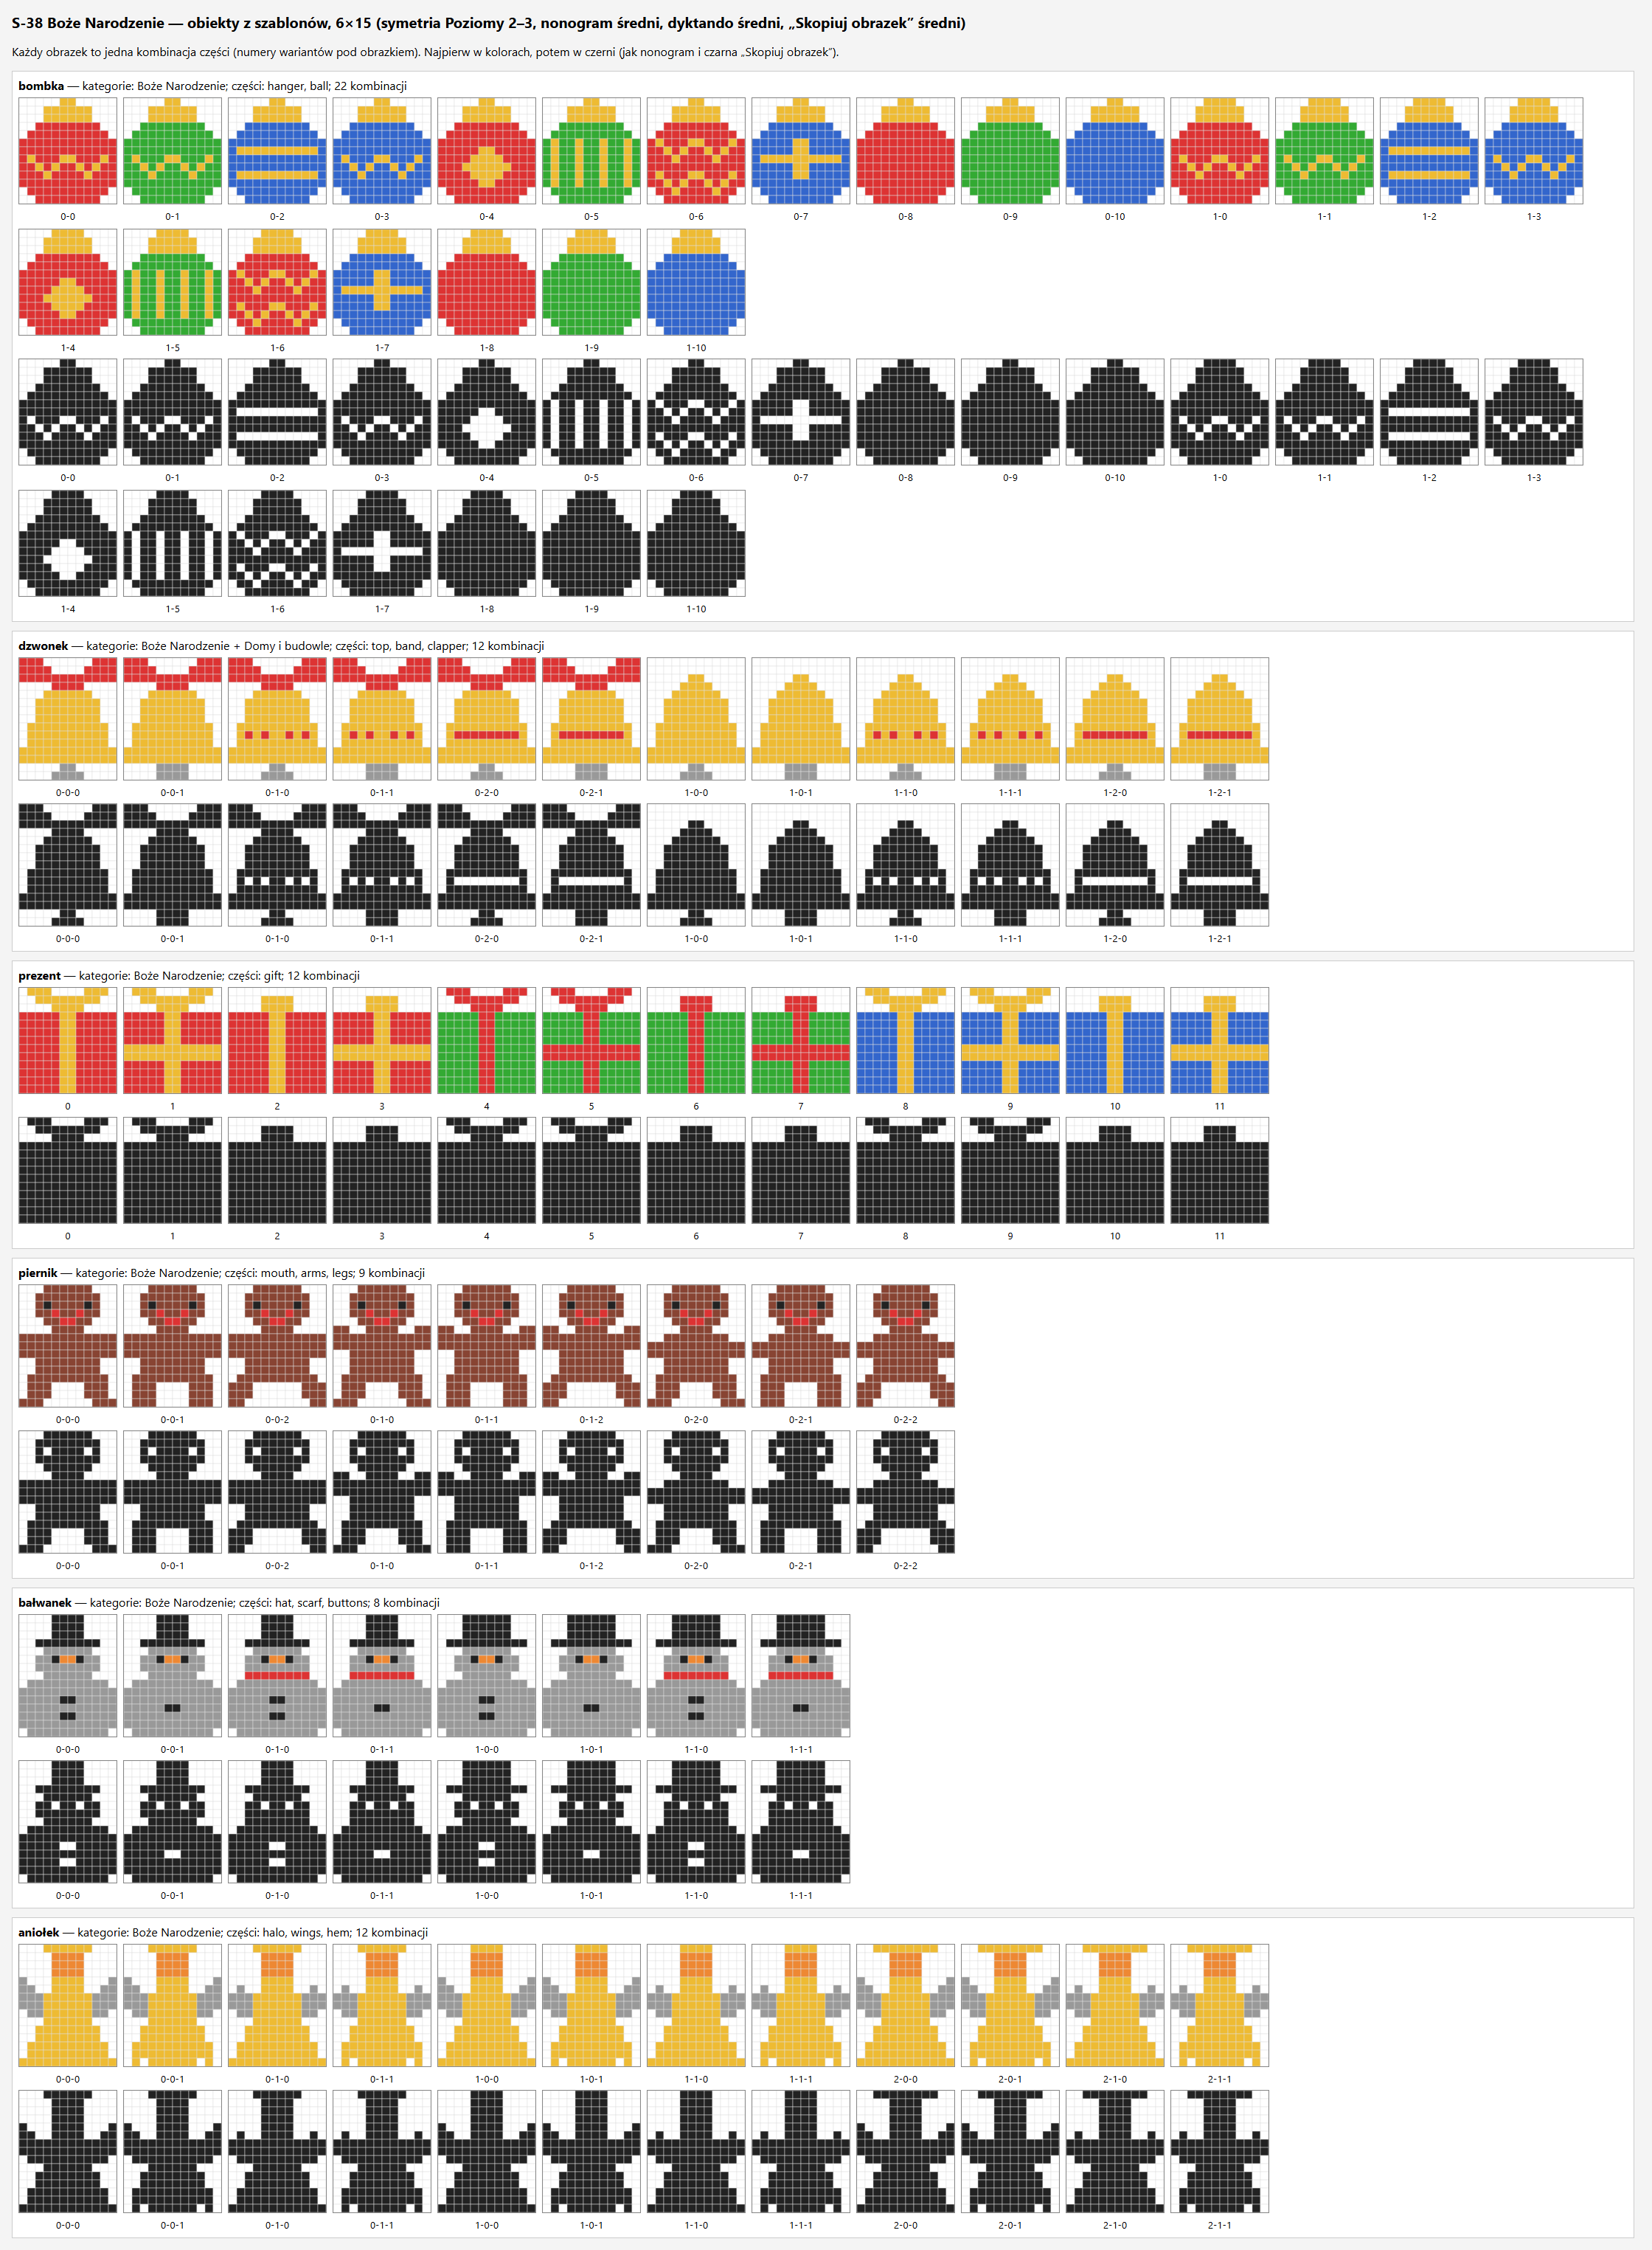 S-38 Boże Narodzenie — obiekty z szablonów, 6×15 (symetria Poziomy 2–3, nonogram średni, dyktando średni, „Skopiuj obrazek” średni)
Każdy obrazek to jedna kombinacja części (numery wariantów pod obrazkiem). Najpierw w kolorach, potem w czerni (jak nonogram i czarna „Skopiuj obrazek”).
bombka — kategorie: Boże Narodzenie; części: hanger, ball; 22 kombinacji
0-0 0-1 0-2 0-3 0-4 0-5 0-6 0-7 0-8 0-9 0-10 1-0 1-1 1-2 1-3
1-4 1-5 1-6 1-7 1-8 1-9 1-10
0-0 0-1 0-2 0-3 0-4 0-5 0-6 0-7 0-8 0-9 0-10 1-0 1-1 1-2 1-3
1-4 1-5 1-6 1-7 1-8 1-9 1-10
dzwonek — kategorie: Boże Narodzenie + Domy i budowle; części: top, band, clapper; 12 kombinacji
0-0-0 0-0-1 0-1-0 0-1-1 0-2-0 0-2-1 1-0-0 1-0-1 1-1-0 1-1-1 1-2-0 1-2-1
0-0-0 0-0-1 0-1-0 0-1-1 0-2-0 0-2-1 1-0-0 1-0-1 1-1-0 1-1-1 1-2-0 1-2-1
prezent — kategorie: Boże Narodzenie; części: gift; 12 kombinacji
0 1 2 3 4 5 6 7 8 9 10 11
0 1 2 3 4 5 6 7 8 9 10 11
piernik — kategorie: Boże Narodzenie; części: mouth, arms, legs; 9 kombinacji
0-0-0 0-0-1 0-0-2 0-1-0 0-1-1 0-1-2 0-2-0 0-2-1 0-2-2
0-0-0 0-0-1 0-0-2 0-1-0 0-1-1 0-1-2 0-2-0 0-2-1 0-2-2
bałwanek — kategorie: Boże Narodzenie; części: hat, scarf, buttons; 8 kombinacji
0-0-0 0-0-1 0-1-0 0-1-1 1-0-0 1-0-1 1-1-0 1-1-1
0-0-0 0-0-1 0-1-0 0-1-1 1-0-0 1-0-1 1-1-0 1-1-1
aniołek — kategorie: Boże Narodzenie; części: halo, wings, hem; 12 kombinacji
0-0-0 0-0-1 0-1-0 0-1-1 1-0-0 1-0-1 1-1-0 1-1-1 2-0-0 2-0-1 2-1-0 2-1-1
0-0-0 0-0-1 0-1-0 0-1-1 1-0-0 1-0-1 1-1-0 1-1-1 2-0-0 2-0-1 2-1-0 2-1-1